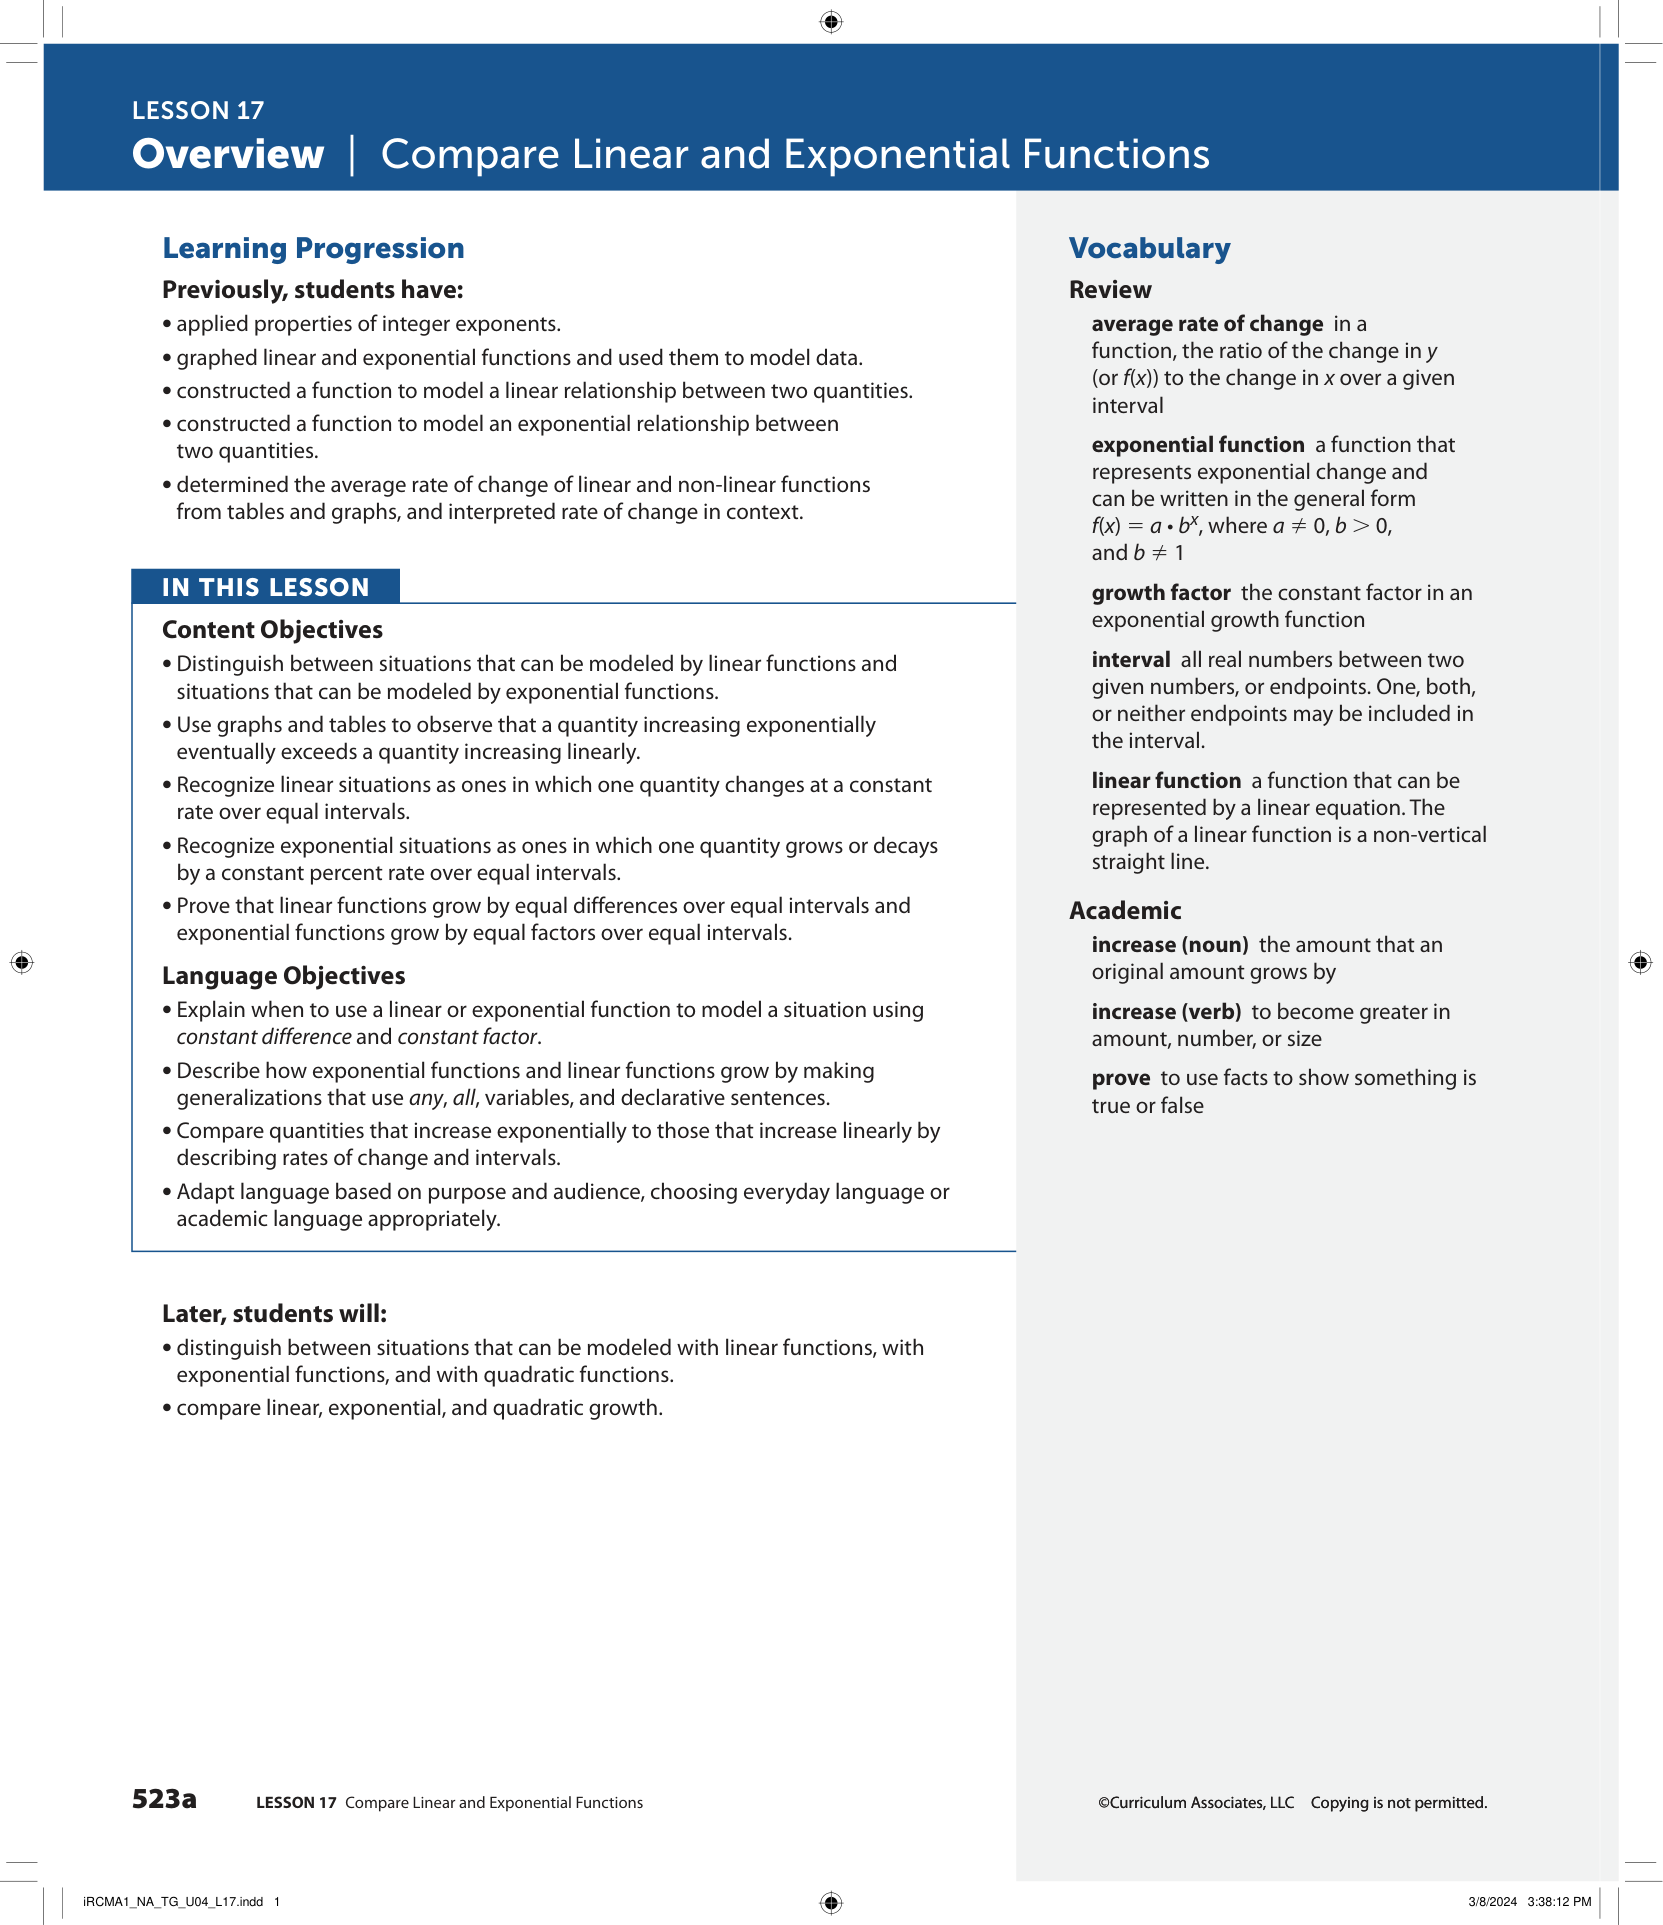 LESSON 17
Overview | Compare Linear and Exponential Functions
Learning Progression
Previously, students have:
• applied properties of integer exponents.
• graphed linear and exponential functions and used them to model data.
• constructed a function to model a linear relationship between two quantities.
• constructed a function to model an exponential relationship between
two quantities.
• determined the average rate of change of linear and non-linear functions
from tables and graphs, and interpreted rate of change in context.
IN THIS LESSON
Content Objectives
• Distinguish between situations that can be modeled by linear functions and
situations that can be modeled by exponential functions.
• Use graphs and tables to observe that a quantity increasing exponentially
eventually exceeds a quantity increasing linearly.
• Recognize linear situations as ones in which one quantity changes at a constant
rate over equal intervals.
• Recognize exponential situations as ones in which one quantity grows or decays
by a constant percent rate over equal intervals.
• Prove that linear functions grow by equal differences over equal intervals and
exponential functions grow by equal factors over equal intervals.
Language Objectives
• Explain when to use a linear or exponential function to model a situation using
constant difference and constant factor.
• Describe how exponential functions and linear functions grow by making
generalizations that use any, all, variables, and declarative sentences.
• Compare quantities that increase exponentially to those that increase linearly by
describing rates of change and intervals.
• Adapt language based on purpose and audience, choosing everyday language or
academic language appropriately.
Later, students will:
• distinguish between situations that can be modeled with linear functions, with
exponential functions, and with quadratic functions.
• compare linear, exponential, and quadratic growth.
Vocabulary
Review
average rate of change in a
function, the ratio of the change in y
(or f(x)) to the change in x over a given
interval
exponential function a function that
represents exponential change and
can be written in the general form
f(x) = a • bˣ, where a ≠ 0, b > 0,
and b ≠ 1
growth factor the constant factor in an
exponential growth function
interval all real numbers between two
given numbers, or endpoints. One, both,
or neither endpoints may be included in
the interval.
linear function a function that can be
represented by a linear equation. The
graph of a linear function is a non-vertical
straight line.
Academic
increase (noun) the amount that an
original amount grows by
increase (verb) to become greater in
amount, number, or size
prove to use facts to show something is
true or false
523a LESSON 17 Compare Linear and Exponential Functions
©Curriculum Associates, LLC Copying is not permitted.
iRCMA1_NA_TG_U04_L17.indd 1
3/8/2024 3:38:12 PM